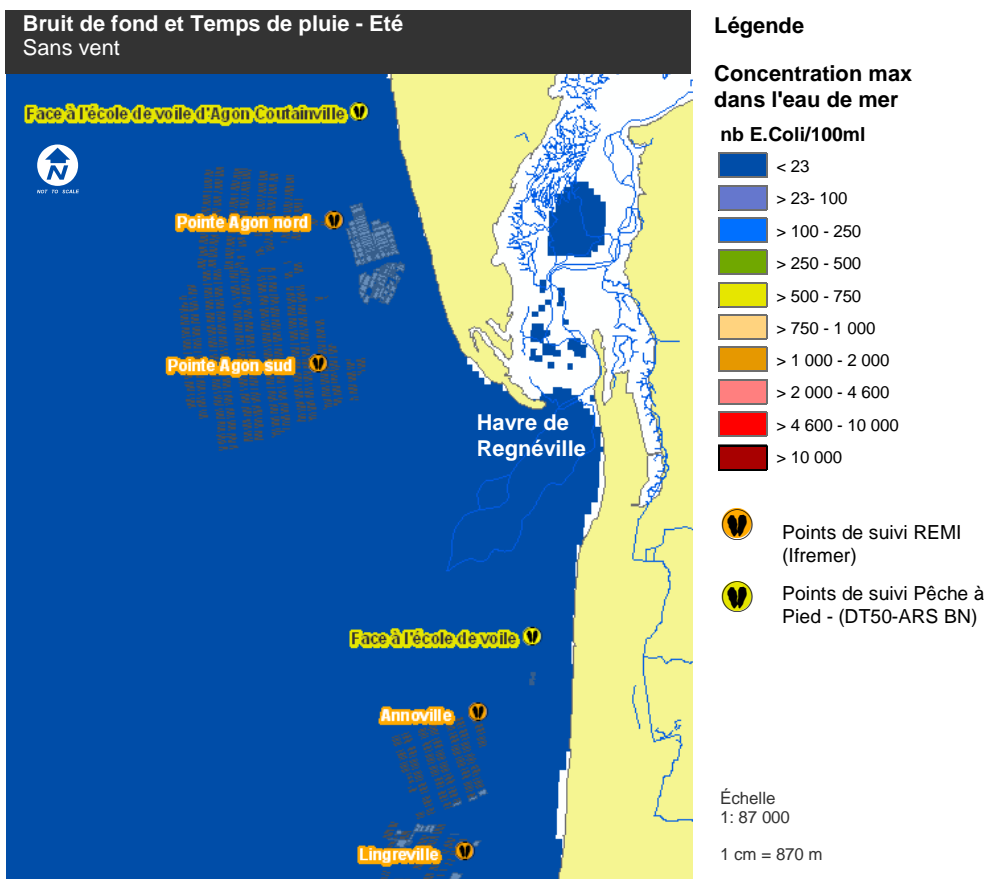 Bruit de fond et Temps de pluie - Eté
Sans vent
Face à l'école de voile d'Agon Coutainville
N
NOT TO SCALE
Pointe Agon nord
Pointe Agon sud
Havre de
Regnéville
Face à l'école de voile
Annoville
Lingreville
Légende
Concentration max
dans l'eau de mer
nb E.Coli/100ml
< 23
> 23- 100
> 100 - 250
> 250 - 500
> 500 - 750
> 750 - 1 000
> 1 000 - 2 000
> 2 000 - 4 600
> 4 600 - 10 000
> 10 000
Points de suivi REMI
(Ifremer)
Points de suivi Pêche à
Pied - (DT50-ARS BN)
Échelle
1: 87 000
1 cm = 870 m